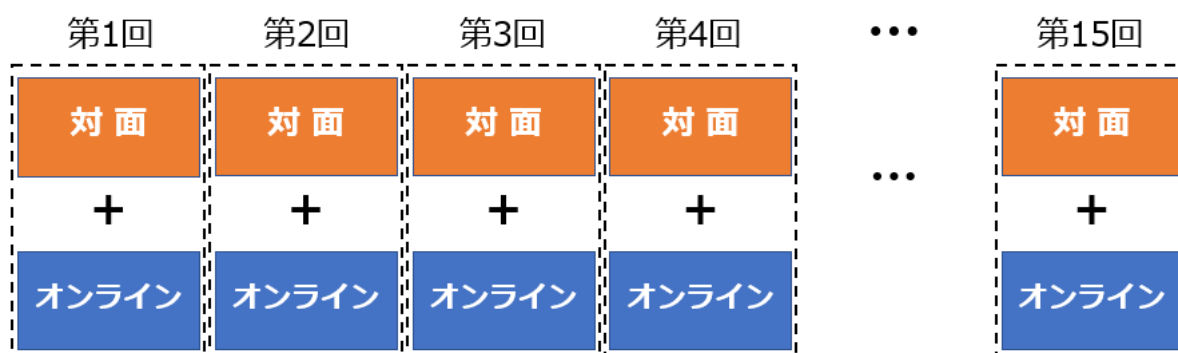 第1回 第2回 第3回 第4回 ••• 第15回
対 面 対 面 対 面 対 面 対 面
•••
+ + + + +
オンライン オンライン オンライン オンライン オンライン